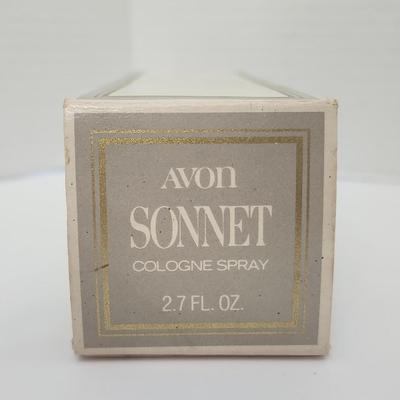 AVON
SONNET
COLOGNE SPRAY
2.7 FL. OZ.